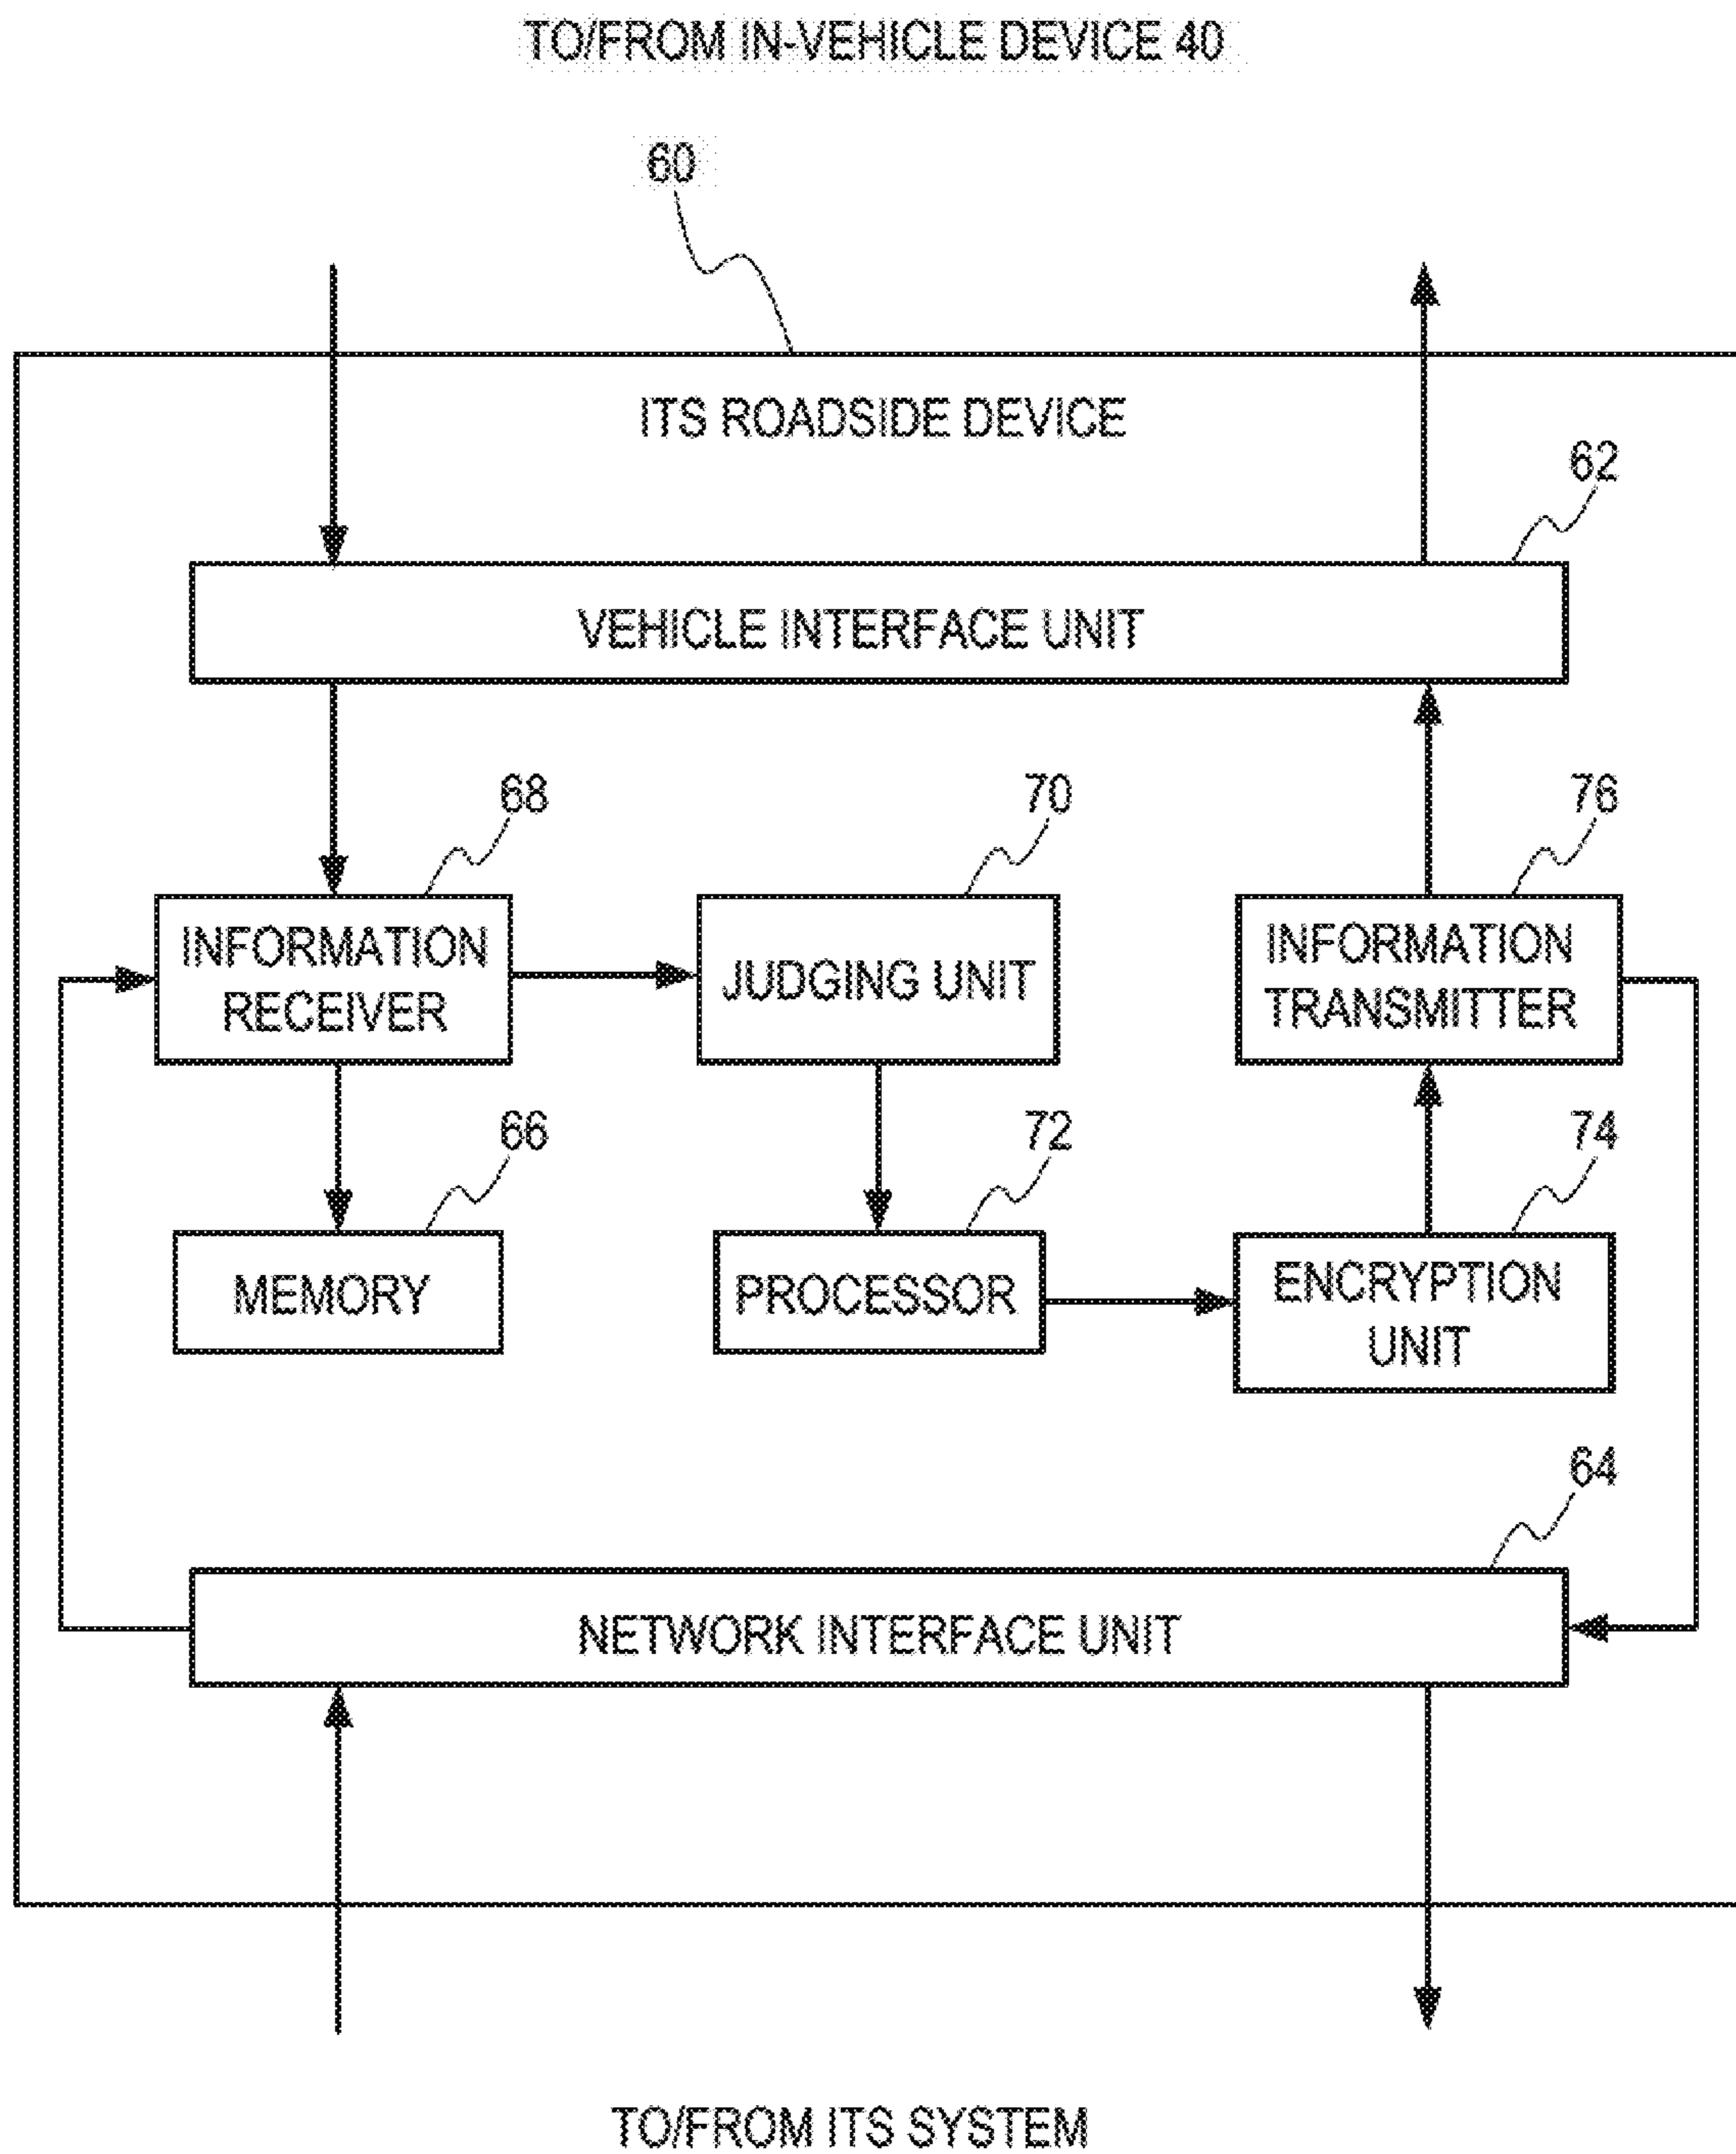 TO/FROM IN-VEHICLE DEVICE 40
60
ITS ROADSIDE DEVICE
62
VEHICLE INTERFACE UNIT
68
70
76
INFORMATION
RECEIVER
JUDGING UNIT
INFORMATION
TRANSMITTER
66
72
74
MEMORY
PROCESSOR
ENCRYPTION
UNIT
64
NETWORK INTERFACE UNIT
TO/FROM ITS SYSTEM